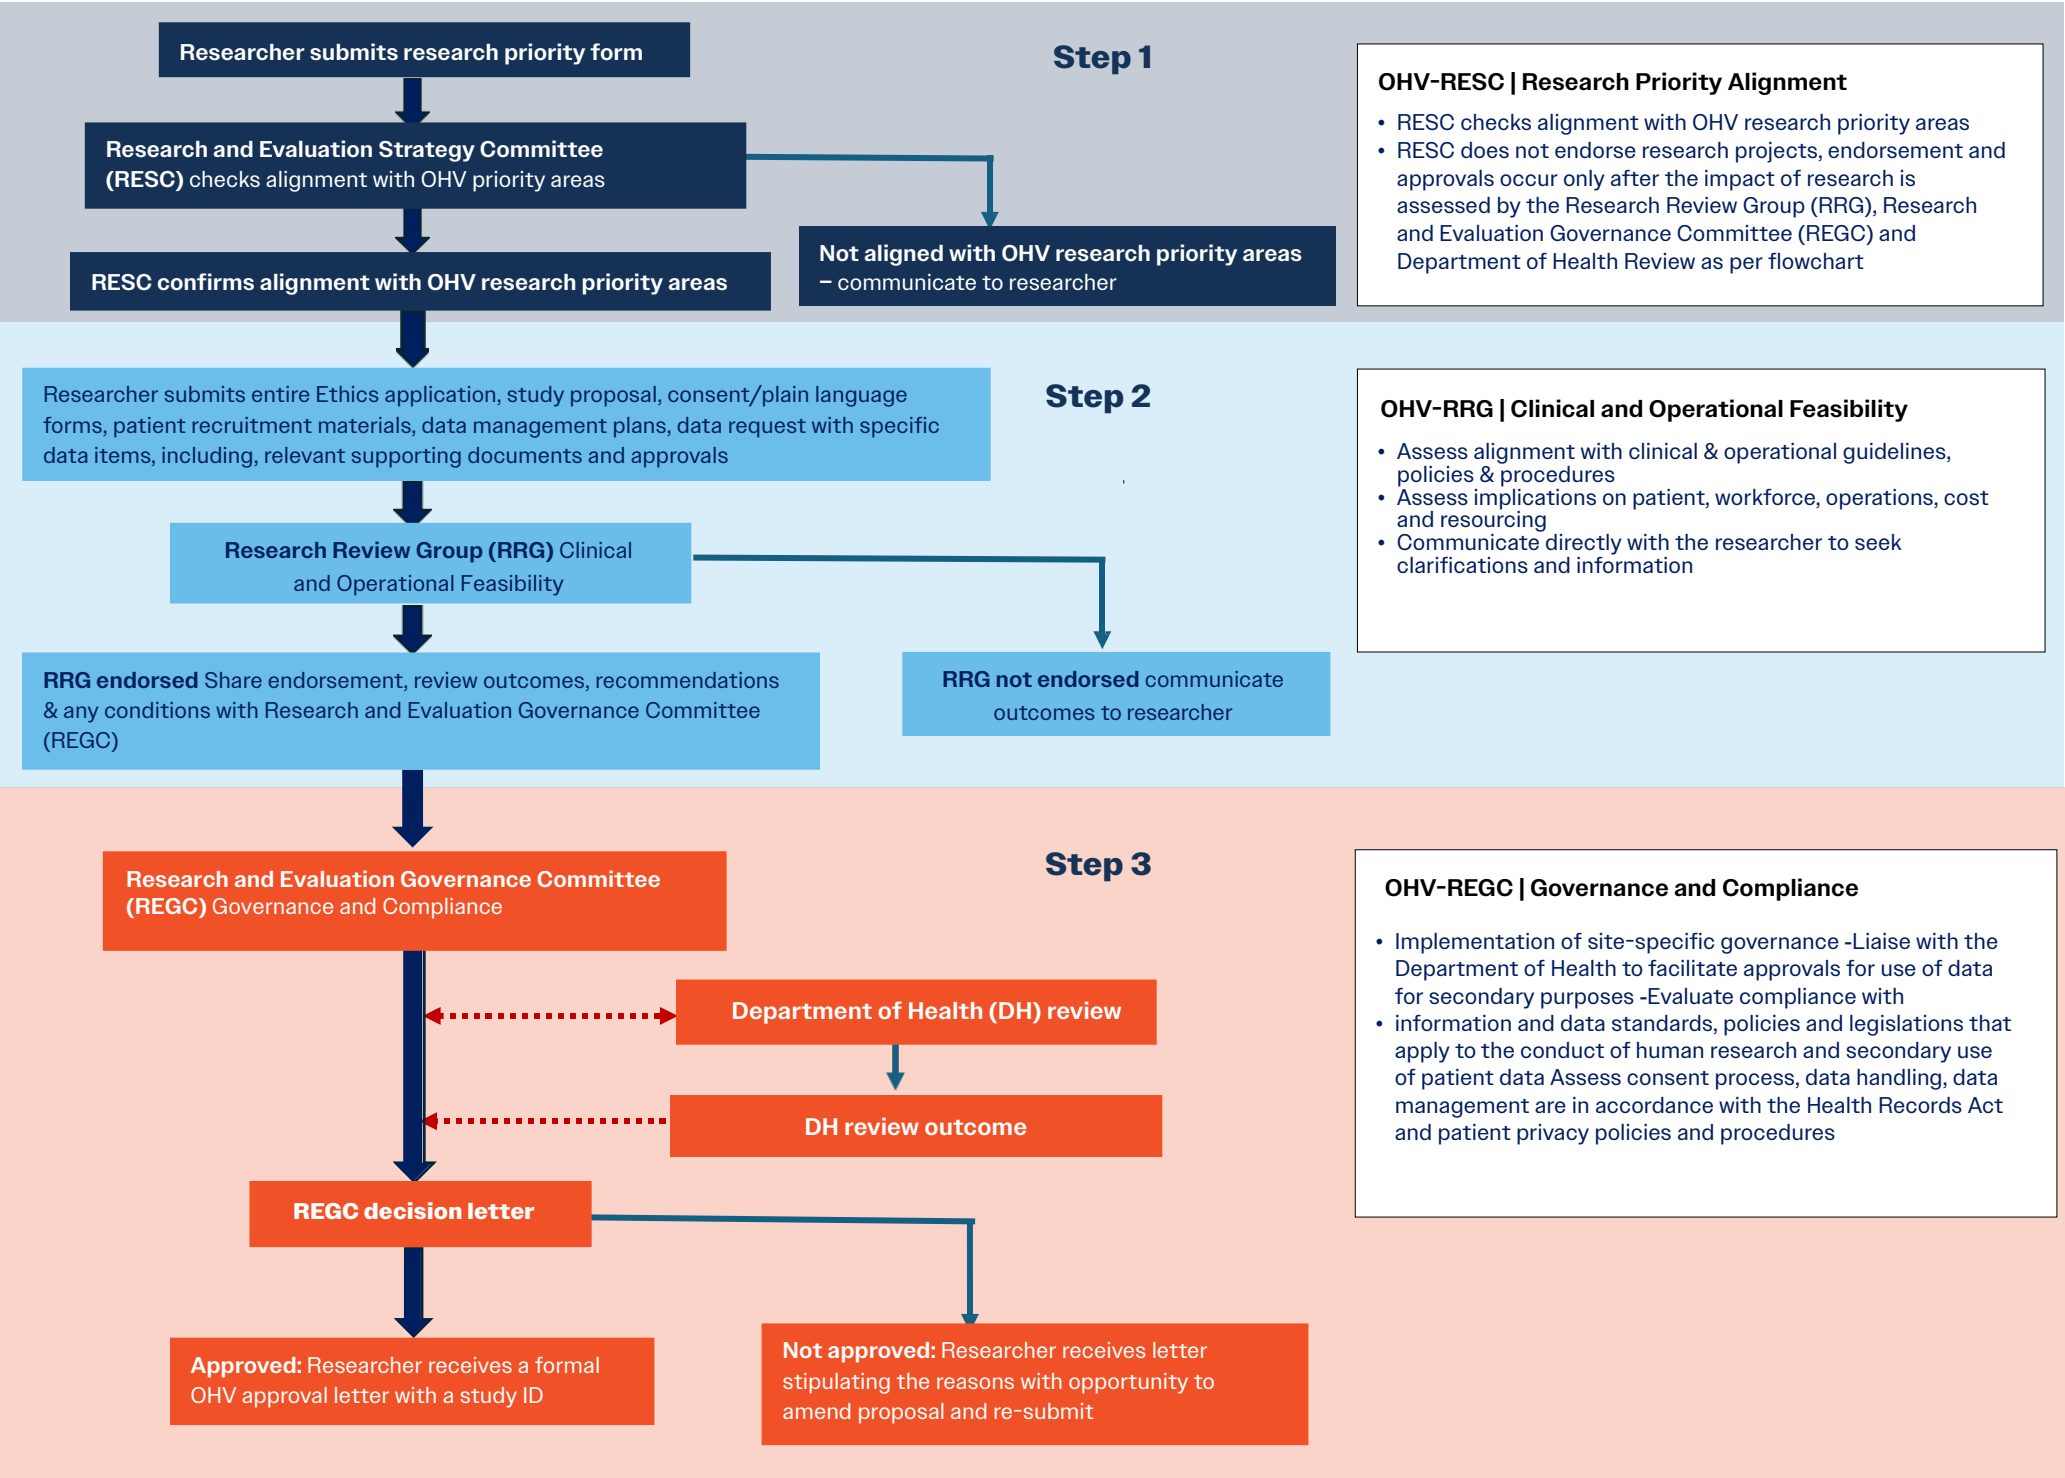 Researcher submits research priority form
Step 1
Research and Evaluation Strategy Committee
(RESC) checks alignment with OHV priority areas
Not aligned with OHV research priority areas
– communicate to researcher
RESC confirms alignment with OHV research priority areas
OHV-RESC | Research Priority Alignment
• RESC checks alignment with OHV research priority areas
• RESC does not endorse research projects, endorsement and
approvals occur only after the impact of research is
assessed by the Research Review Group (RRG), Research
and Evaluation Governance Committee (REGC) and
Department of Health Review as per flowchart
Researcher submits entire Ethics application, study proposal, consent/plain language
forms, patient recruitment materials, data management plans, data request with specific
data items, including, relevant supporting documents and approvals
Step 2
Research Review Group (RRG) Clinical
and Operational Feasibility
RRG endorsed Share endorsement, review outcomes, recommendations
& any conditions with Research and Evaluation Governance Committee
(REGC)
RRG not endorsed communicate
outcomes to researcher
OHV-RRG | Clinical and Operational Feasibility
• Assess alignment with clinical & operational guidelines,
policies & procedures
• Assess implications on patient, workforce, operations, cost
and resourcing
• Communicate directly with the researcher to seek
clarifications and information
Research and Evaluation Governance Committee
(REGC) Governance and Compliance
Step 3
Department of Health (DH) review
DH review outcome
REGC decision letter
Approved: Researcher receives a formal
OHV approval letter with a study ID
Not approved: Researcher receives letter
stipulating the reasons with opportunity to
amend proposal and re-submit
OHV-REGC | Governance and Compliance
• Implementation of site-specific governance -Liaise with the
Department of Health to facilitate approvals for use of data
for secondary purposes -Evaluate compliance with
• information and data standards, policies and legislations that
apply to the conduct of human research and secondary use
of patient data Assess consent process, data handling, data
management are in accordance with the Health Records Act
and patient privacy policies and procedures